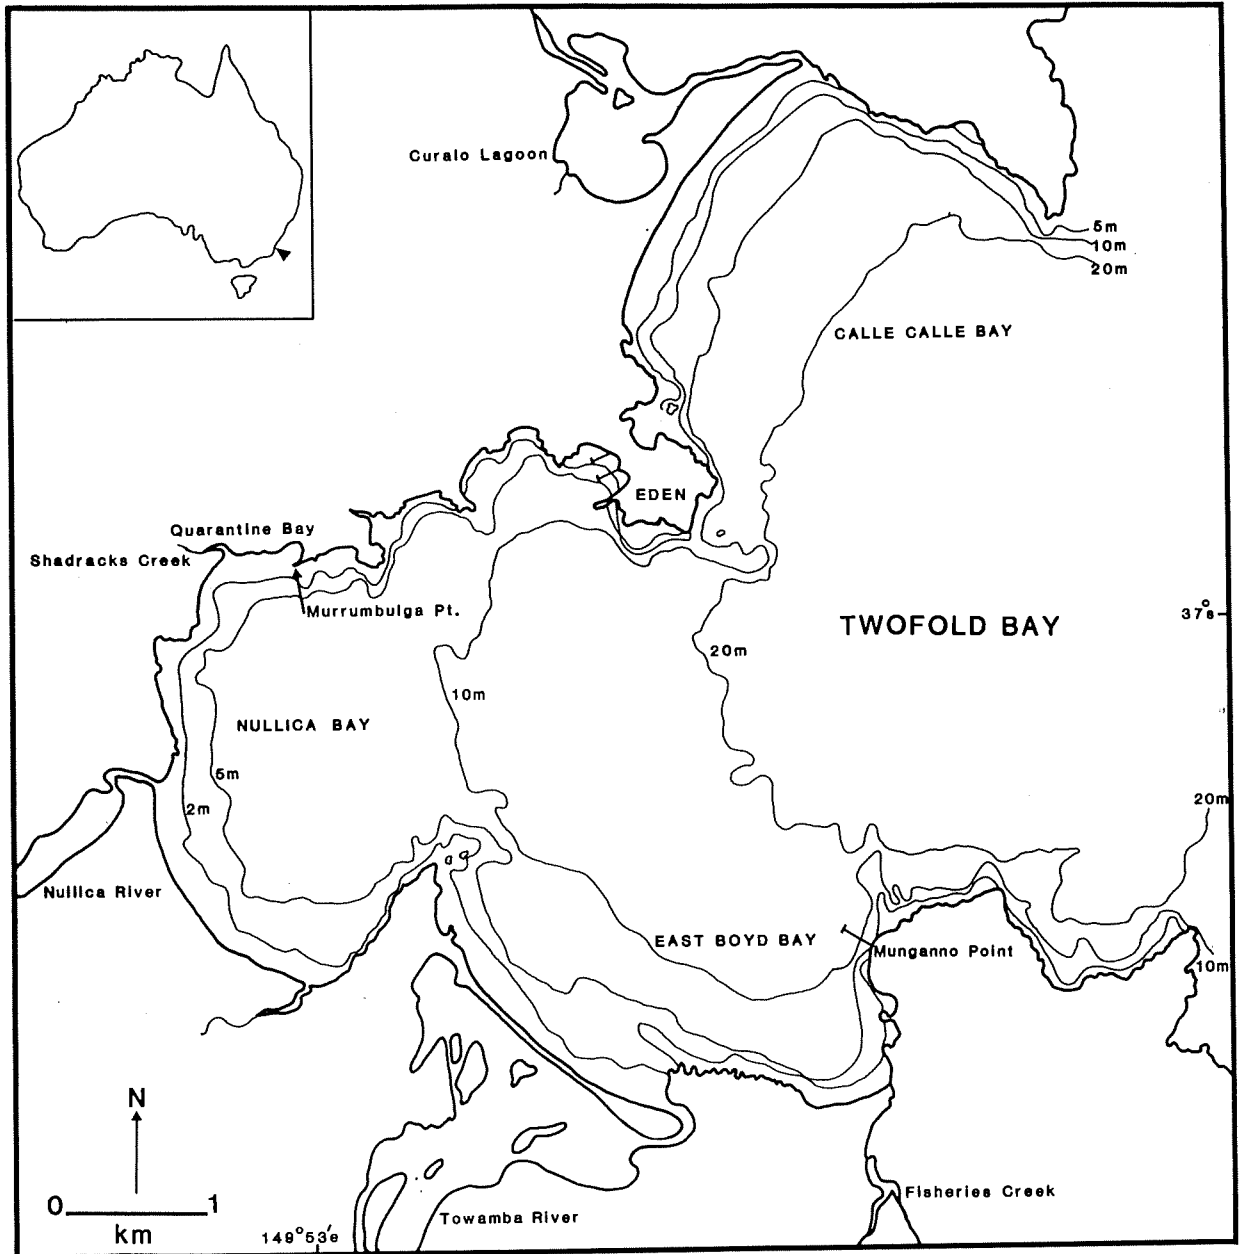 Curalo Lagoon
5m
10m
20m
CALLE CALLE BAY
EDEN
Quarantine Bay
Shadracks Creek
Murrumbulga Pt.
37°s
TWOFOLD BAY
20m
10m
NULLICA BAY
5m
2m
20m
Nullica River
EAST BOYD BAY
Munganno Point
10m
N
0 1
km
149°53'e
Towamba River
Fisheries Creek